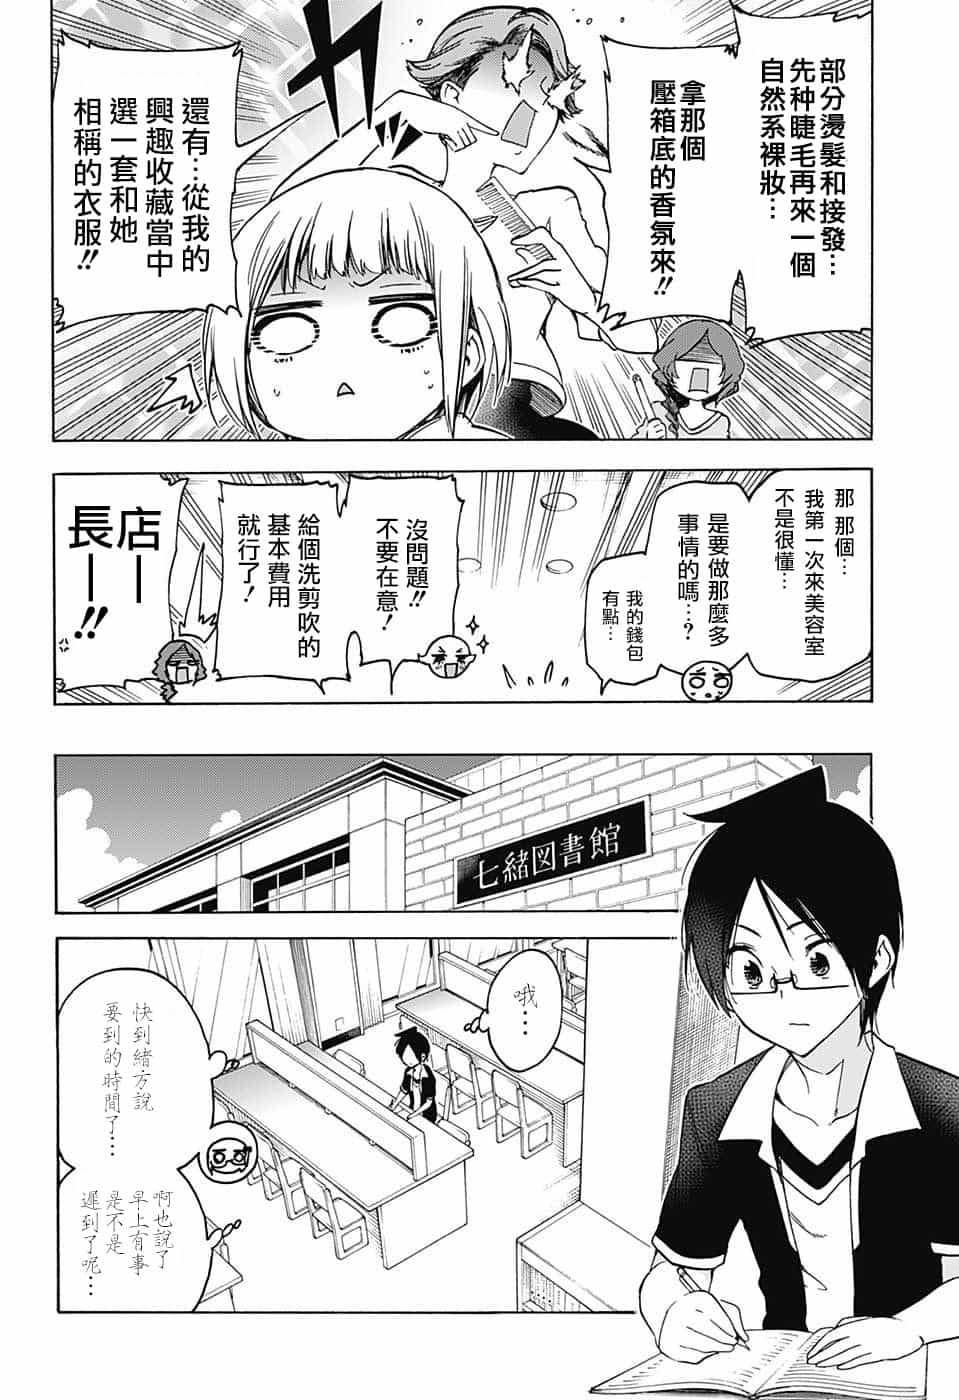 部分燙髮和接發…
先种睫毛再來一個
自然系裸妝…
拿那個
壓箱底的香氛來!!
還有…從我的
興趣收藏當中
選一套和她
相稱的衣服!!
那 那個…
我第一次來美容室
不是很懂…
是要做那麼多
事情的嗎…?
我的錢包
有點…
沒問題!!
不要在意!
給個洗剪吹的
基本費用
就行了!
店
長——!!
七緒図書館
哦…
快到緒方說
要到的時間了…
啊也說了
早上有事
是不是
遲到了呢…